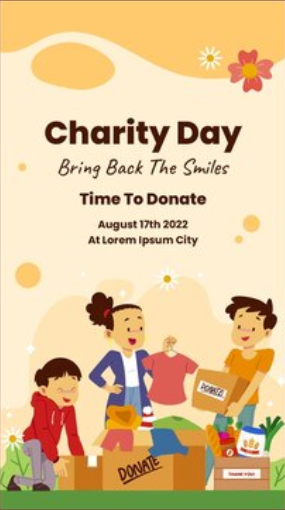 Charity Day
Bring Back The Smiles
Time To Donate
August 17th 2022
At Lorem Ipsum City
DONATE
DONATE
THANK YOU!